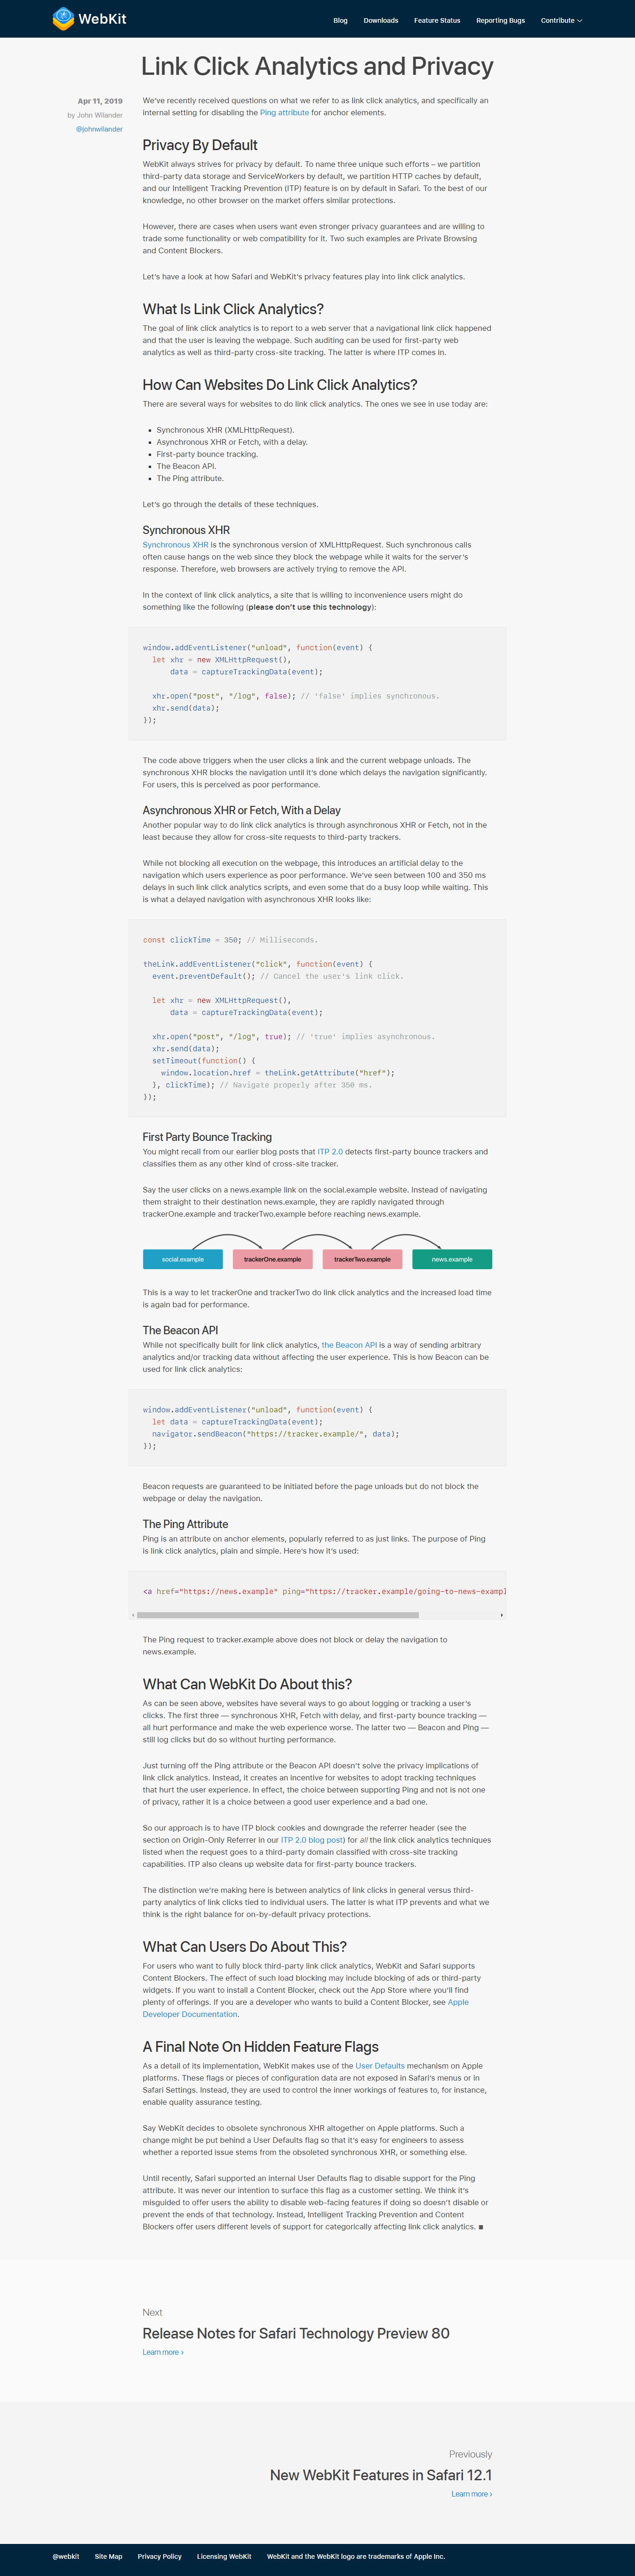 WebKit
Blog
Downloads
Feature Status
Reporting Bugs
Contribute
Link Click Analytics and Privacy
Apr 11, 2019
by John Wilander
@johnwilander
We’ve recently received questions on what we refer to as link click analytics, and specifically an
internal setting for disabling the Ping attribute for anchor elements.
Privacy By Default
WebKit always strives for privacy by default. To name three unique such efforts – we partition
third-party data storage and ServiceWorkers by default, we partition HTTP caches by default,
and our Intelligent Tracking Prevention (ITP) feature is on by default in Safari. To the best of our
knowledge, no other browser on the market offers similar protections.
However, there are cases when users want even stronger privacy guarantees and are willing to
trade some functionality or web compatibility for it. Two such examples are Private Browsing
and Content Blockers.
Let’s have a look at how Safari and WebKit’s privacy features play into link click analytics.
What Is Link Click Analytics?
The goal of link click analytics is to report to a web server that a navigational link click happened
and that the user is leaving the webpage. Such auditing can be used for first-party web
analytics as well as third-party cross-site tracking. The latter is where ITP comes in.
How Can Websites Do Link Click Analytics?
There are several ways for websites to do link click analytics. The ones we see in use today are:
▪ Synchronous XHR (XMLHttpRequest).
▪ Asynchronous XHR or Fetch, with a delay.
▪ First-party bounce tracking.
▪ The Beacon API.
▪ The Ping attribute.
Let’s go through the details of these techniques.
Synchronous XHR
Synchronous XHR is the synchronous version of XMLHttpRequest. Such synchronous calls
often cause hangs on the web since they block the webpage while it waits for the server’s
response. Therefore, web browsers are actively trying to remove the API.
In the context of link click analytics, a site that is willing to inconvenience users might do
something like the following (please don’t use this technology):
window.addEventListener("unload", function(event) {
let xhr = new XMLHttpRequest(),
data = captureTrackingData(event);
xhr.open("post", "/log", false); // 'false' implies synchronous.
xhr.send(data);
});
The code above triggers when the user clicks a link and the current webpage unloads. The
synchronous XHR blocks the navigation until it’s done which delays the navigation significantly.
For users, this is perceived as poor performance.
Asynchronous XHR or Fetch, With a Delay
Another popular way to do link click analytics is through asynchronous XHR or Fetch, not in the
least because they allow for cross-site requests to third-party trackers.
While not blocking all execution on the webpage, this introduces an artificial delay to the
navigation which users experience as poor performance. We’ve seen between 100 and 350 ms
delays in such link click analytics scripts, and even some that do a busy loop while waiting. This
is what a delayed navigation with asynchronous XHR looks like:
const clickTime = 350; // Milliseconds.
theLink.addEventListener("click", function(event) {
event.preventDefault(); // Cancel the user's link click.
let xhr = new XMLHttpRequest(),
data = captureTrackingData(event);
xhr.open("post", "/log", true); // 'true' implies asynchronous.
xhr.send(data);
setTimeout(function() {
window.location.href = theLink.getAttribute("href");
}, clickTime); // Navigate properly after 350 ms.
});
First Party Bounce Tracking
You might recall from our earlier blog posts that ITP 2.0 detects first-party bounce trackers and
classifies them as any other kind of cross-site tracker.
Say the user clicks on a news.example link on the social.example website. Instead of navigating
them straight to their destination news.example, they are rapidly navigated through
trackerOne.example and trackerTwo.example before reaching news.example.
social.example
trackerOne.example
trackerTwo.example
news.example
This is a way to let trackerOne and trackerTwo do link click analytics and the increased load time
is again bad for performance.
The Beacon API
While not specifically built for link click analytics, the Beacon API is a way of sending arbitrary
analytics and/or tracking data without affecting the user experience. This is how Beacon can be
used for link click analytics:
window.addEventListener("unload", function(event) {
let data = captureTrackingData(event);
navigator.sendBeacon("https://tracker.example/", data);
});
Beacon requests are guaranteed to be initiated before the page unloads but do not block the
webpage or delay the navigation.
The Ping Attribute
Ping is an attribute on anchor elements, popularly referred to as just links. The purpose of Ping
is link click analytics, plain and simple. Here’s how it’s used:
<a href="https://news.example" ping="https://tracker.example/going-to-news-exampl
The Ping request to tracker.example above does not block or delay the navigation to
news.example.
What Can WebKit Do About this?
As can be seen above, websites have several ways to go about logging or tracking a user’s
clicks. The first three — synchronous XHR, Fetch with delay, and first-party bounce tracking —
all hurt performance and make the web experience worse. The latter two — Beacon and Ping —
still log clicks but do so without hurting performance.
Just turning off the Ping attribute or the Beacon API doesn’t solve the privacy implications of
link click analytics. Instead, it creates an incentive for websites to adopt tracking techniques
that hurt the user experience. In effect, the choice between supporting Ping and not is not one
of privacy, rather it is a choice between a good user experience and a bad one.
So our approach is to have ITP block cookies and downgrade the referrer header (see the
section on Origin-Only Referrer in our ITP 2.0 blog post) for all the link click analytics techniques
listed when the request goes to a third-party domain classified with cross-site tracking
capabilities. ITP also cleans up website data for first-party bounce trackers.
The distinction we’re making here is between analytics of link clicks in general versus third-
party analytics of link clicks tied to individual users. The latter is what ITP prevents and what we
think is the right balance for on-by-default privacy protections.
What Can Users Do About This?
For users who want to fully block third-party link click analytics, WebKit and Safari supports
Content Blockers. The effect of such load blocking may include blocking of ads or third-party
widgets. If you want to install a Content Blocker, check out the App Store where you’ll find
plenty of offerings. If you are a developer who wants to build a Content Blocker, see Apple
Developer Documentation.
A Final Note On Hidden Feature Flags
As a detail of its implementation, WebKit makes use of the User Defaults mechanism on Apple
platforms. These flags or pieces of configuration data are not exposed in Safari’s menus or in
Safari Settings. Instead, they are used to control the inner workings of features to, for instance,
enable quality assurance testing.
Say WebKit decides to obsolete synchronous XHR altogether on Apple platforms. Such a
change might be put behind a User Defaults flag so that it’s easy for engineers to assess
whether a reported issue stems from the obsoleted synchronous XHR, or something else.
Until recently, Safari supported an internal User Defaults flag to disable support for the Ping
attribute. It was never our intention to surface this flag as a customer setting. We think it’s
misguided to offer users the ability to disable web-facing features if doing so doesn’t disable or
prevent the ends of that technology. Instead, Intelligent Tracking Prevention and Content
Blockers offer users different levels of support for categorically affecting link click analytics. ■
Next
Release Notes for Safari Technology Preview 80
Learn more ›
Previously
New WebKit Features in Safari 12.1
Learn more ›
@webkit
Site Map
Privacy Policy
Licensing WebKit
WebKit and the WebKit logo are trademarks of Apple Inc.